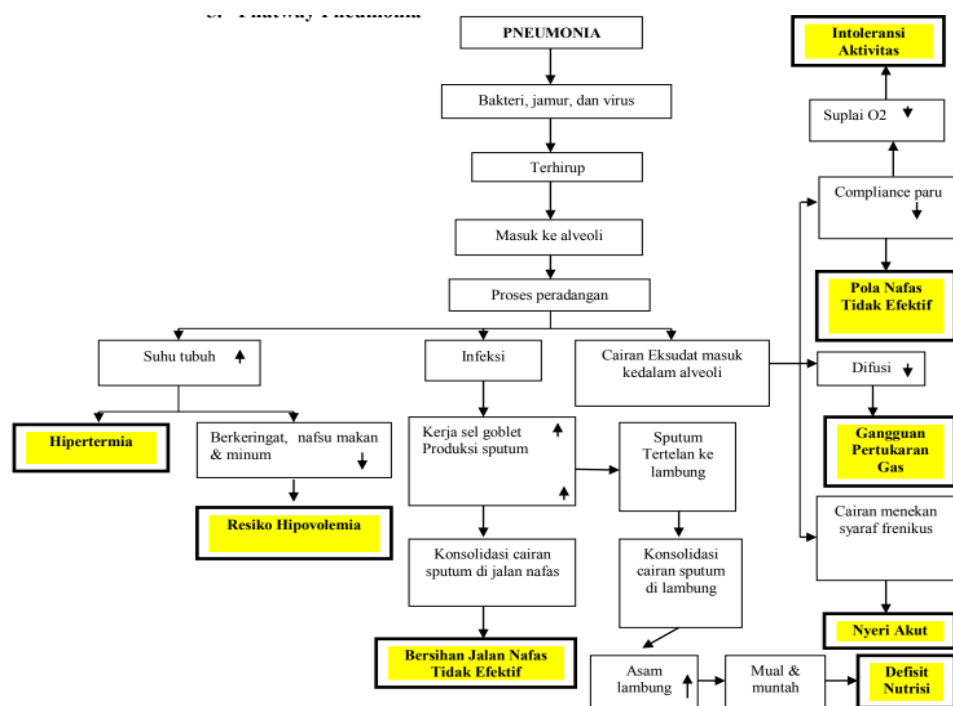 5. Phatway Pneumonia
PNEUMONIA
Bakteri, jamur, dan virus
Terhirup
Masuk ke alveoli
Proses peradangan
Suhu tubuh
Hipertermia
Berkeringat, nafsu makan
& minum
Resiko Hipovolemia
Infeksi
Kerja sel goblet
Produksi sputum
Konsolidasi cairan
sputum di jalan nafas
Bersihan Jalan Nafas
Tidak Efektif
Sputum
Tertelan ke
lambung
Konsolidasi
cairan sputum
di lambung
Asam
lambung
Mual &
muntah
Defisit
Nutrisi
Cairan Eksudat masuk
kedalam alveoli
Intoleransi
Aktivitas
Suplai O2
Compliance paru
Pola Nafas
Tidak Efektif
Difusi
Gangguan
Pertukaran
Gas
Cairan menekan
syaraf frenikus
Nyeri Akut